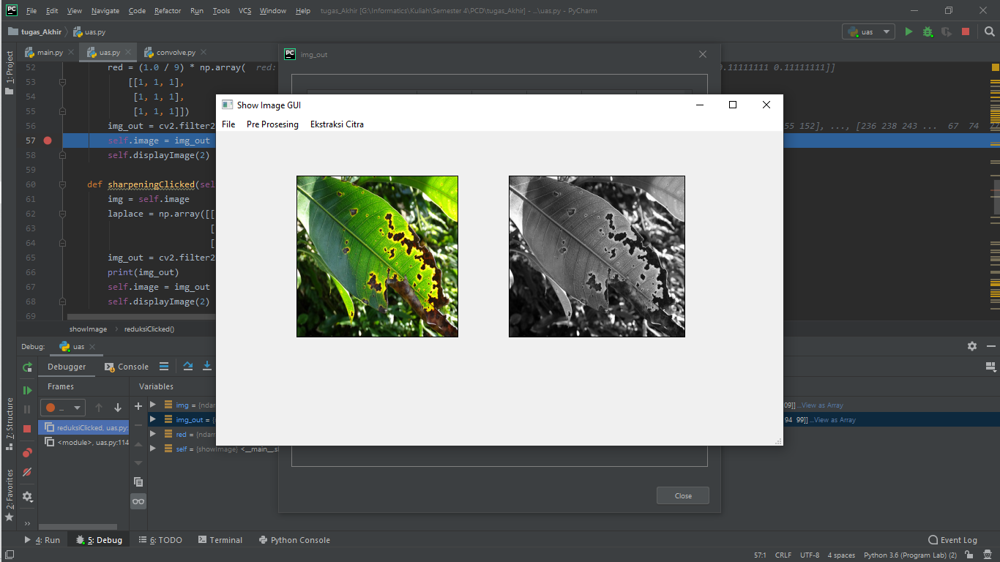 File Edit View Navigate Code Refactor Run Tools VCS Window Help tugas_Akhir [G:\Informatics\Kuliah\Semester 4\PCD\tugas_Akhir] - ...\uas.py - PyCharm
tugas_Akhir uas.py uas
main.py uas.py convolve.py
PC img_out
1: Project
52 red = (1.0 / 9) * np.array( red: 0.11111111 0.11111111]]
53 [[1, 1, 1],
54 [1, 1, 1],
55 [1, 1, 1]])
56 img_out = cv2.filter2 55 152], ..., [236 238 243 ... 67 74
57 self.image = img_out
58 self.displayImage(2)
59
60 def sharpeningClicked(sel
61 img = self.image
62 laplace = np.array([[
63 [
64 [
65 img_out = cv2.filter2
66 print(img_out)
67 self.image = img_out
68 self.displayImage(2)
69
showImage reduksiClicked()
Show Image GUI
File Pre Prosesing Ekstraksi Citra
Debug: uas
Debugger Console
Frames Variables
img = {ndarr 09]] ...View as Array
img_out = { 94 99]] ...View as Array
red = {ndarr
self = {showImage} <__main__.s
reduksiClicked, uas.py:
<module>, uas.py:114
7: Structure
2: Favorites
Close
4: Run 5: Debug 6: TODO Terminal Python Console Event Log
57:1 CRLF UTF-8 4 spaces Python 3.6 (Program Lab) (2)